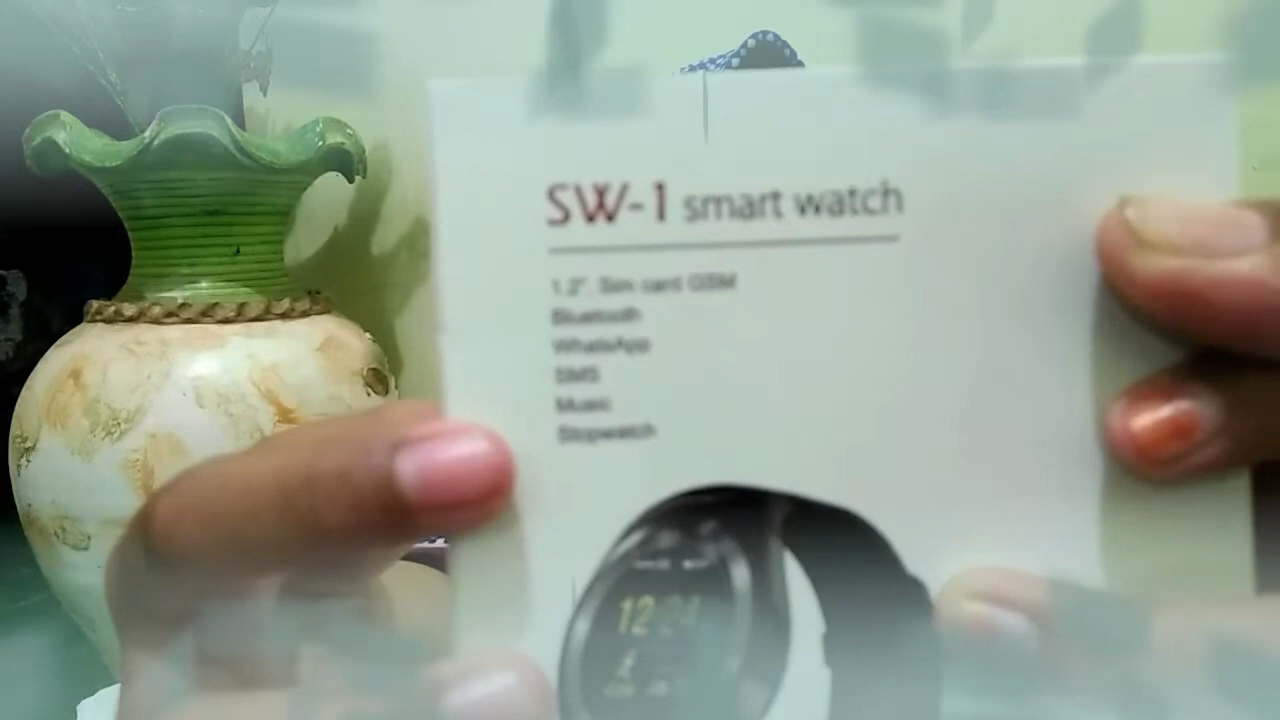 SW-1 smart watch
1.2", Sim card GSM
Bluetooth
WhatsApp
SMS
Music
Stopwatch
12:24